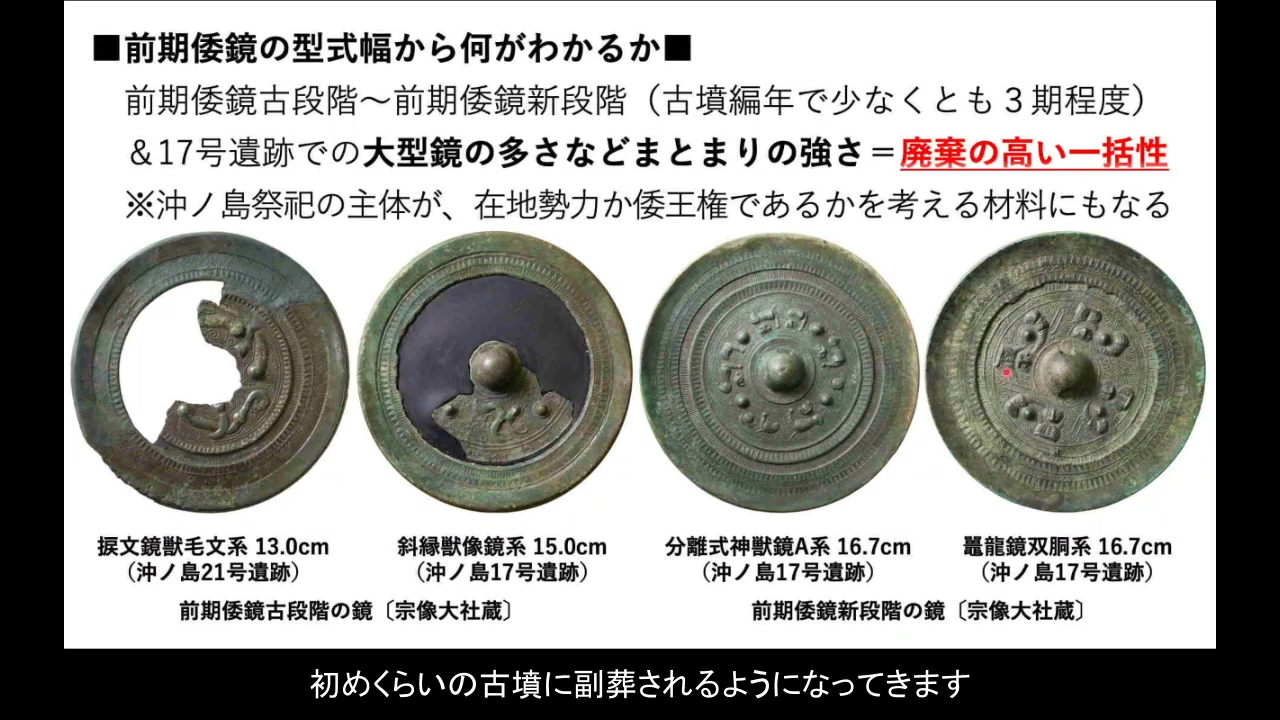 ■前期倭鏡の型式幅から何がわかるか■
前期倭鏡古段階～前期倭鏡新段階（古墳編年で少なくとも３期程度）
＆17号遺跡での大型鏡の多さなどまとまりの強さ＝廃棄の高い一括性
※沖ノ島祭祀の主体が、在地勢力か倭王権であるかを考える材料にもなる
捩文鏡獣毛文系 13.0cm
（沖ノ島21号遺跡）
斜縁獣像鏡系 15.0cm
（沖ノ島17号遺跡）
分離式神獣鏡A系 16.7cm
（沖ノ島17号遺跡）
鼉龍鏡双胴系 16.7cm
（沖ノ島17号遺跡）
前期倭鏡古段階の鏡〔宗像大社蔵〕
前期倭鏡新段階の鏡〔宗像大社蔵〕
初めくらいの古墳に副葬されるようになってきます